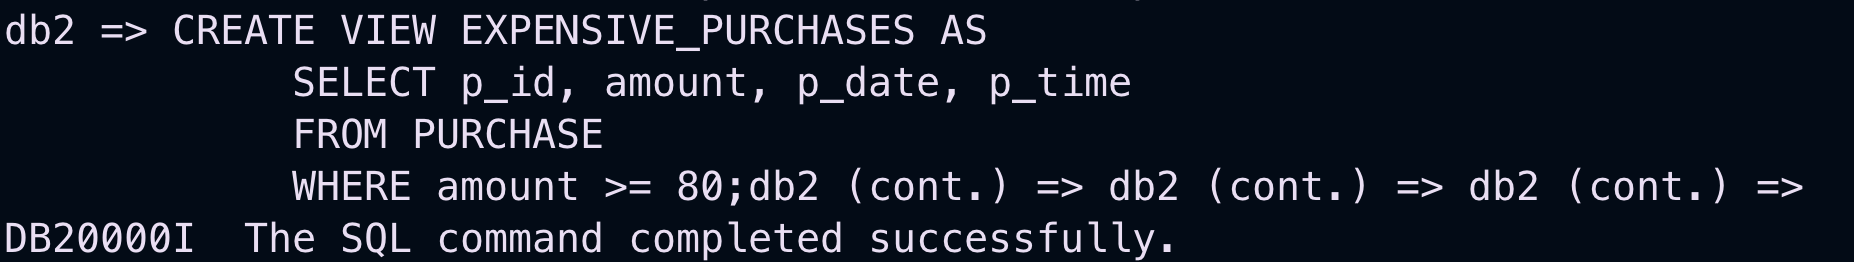 db2 => CREATE VIEW EXPENSIVE_PURCHASES AS
SELECT p_id, amount, p_date, p_time
FROM PURCHASE
WHERE amount >= 80;db2 (cont.) => db2 (cont.) => db2 (cont.) =>
DB20000I  The SQL command completed successfully.